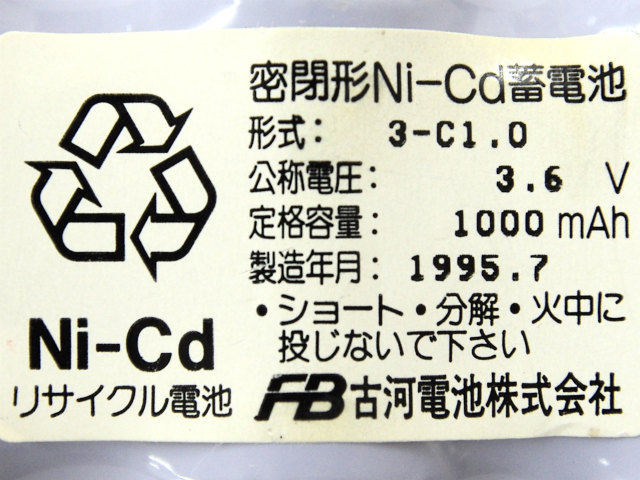 密閉形Ni-Cd蓄電池
形式: 3-C1.0
公称電圧: 3.6 V
定格容量: 1000 mAh
製造年月: 1995.7
・ショート・分解・火中に
投じないで下さい
Ni-Cd
リサイクル電池
FB古河電池株式会社